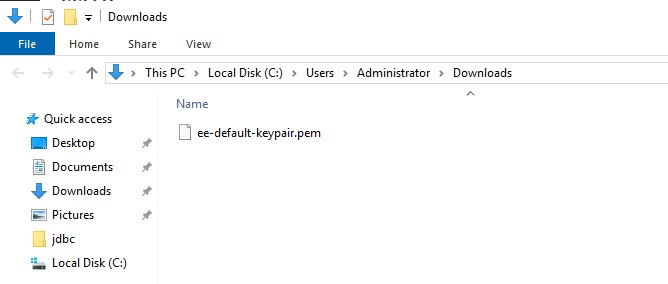 Downloads
File Home Share View
This PC Local Disk (C:) Users Administrator Downloads
Name
ee-default-keypair.pem
Quick access
Desktop
Documents
Downloads
Pictures
jdbc
Local Disk (C:)